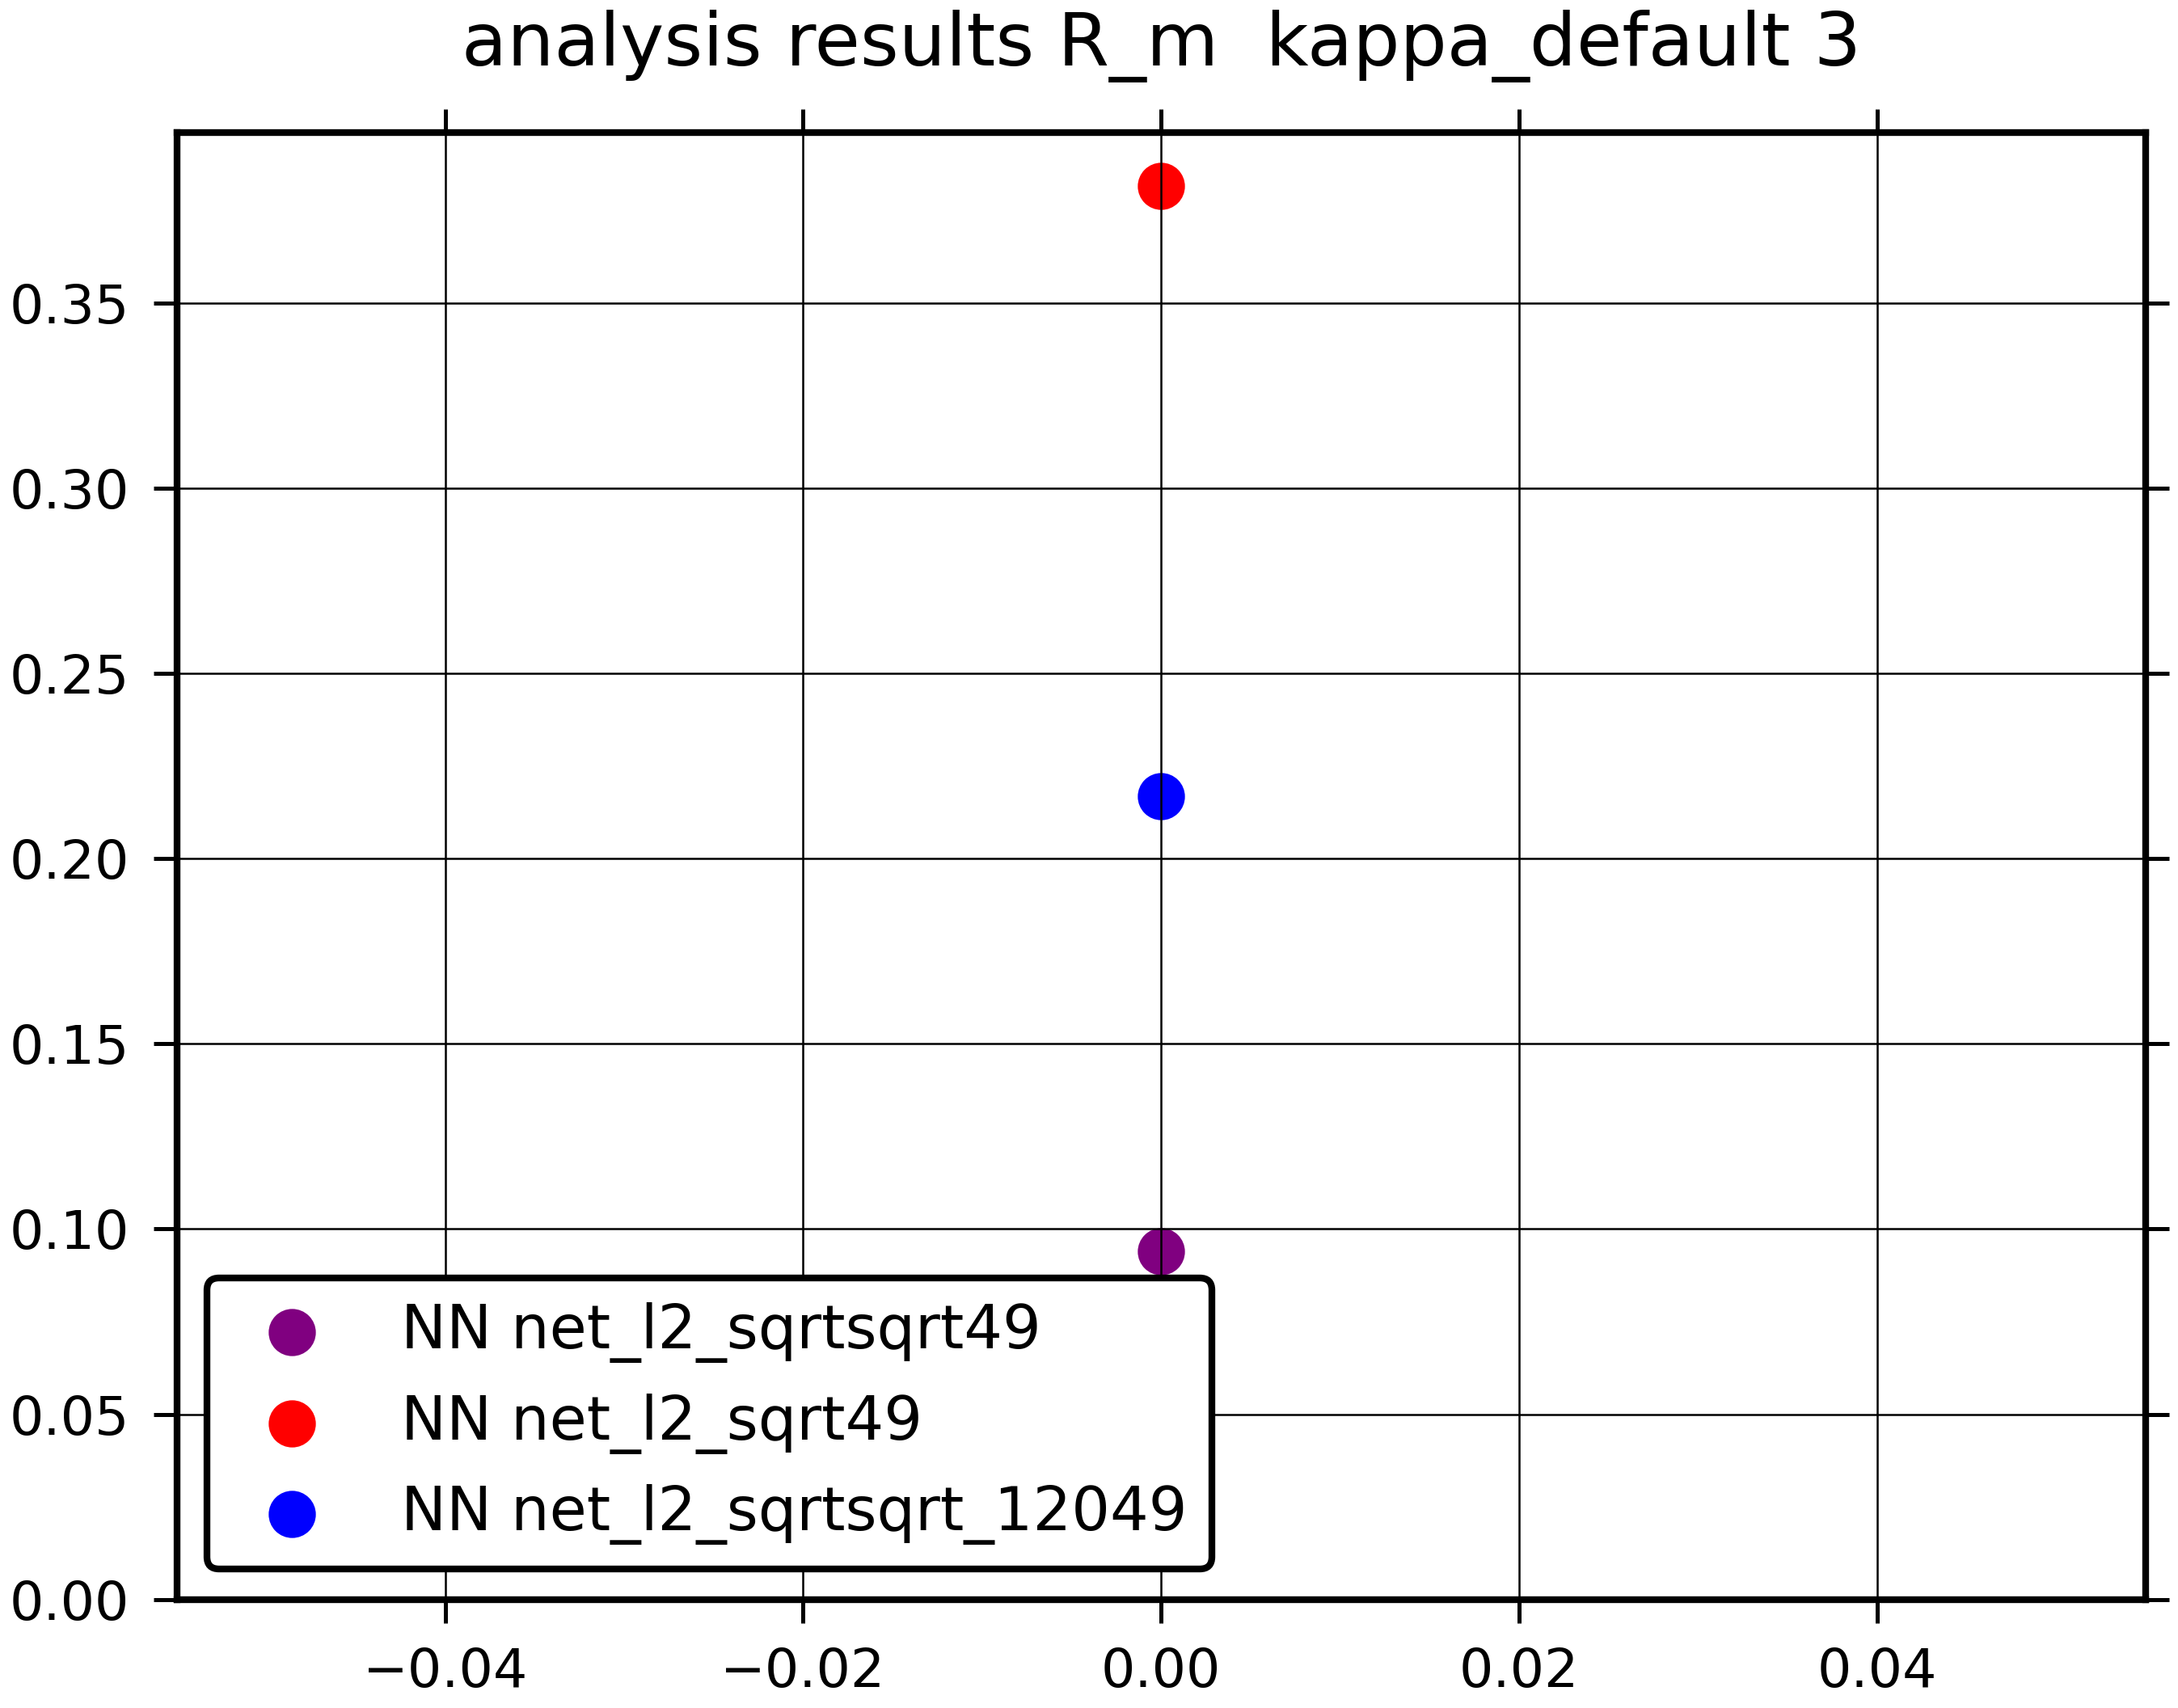 analysis results R_m  kappa_default 3
0.35
0.30
0.25
0.20
0.15
0.10
0.05
0.00
NN net_l2_sqrtsqrt49
NN net_l2_sqrt49
NN net_l2_sqrtsqrt_12049
−0.04 −0.02 0.00 0.02 0.04